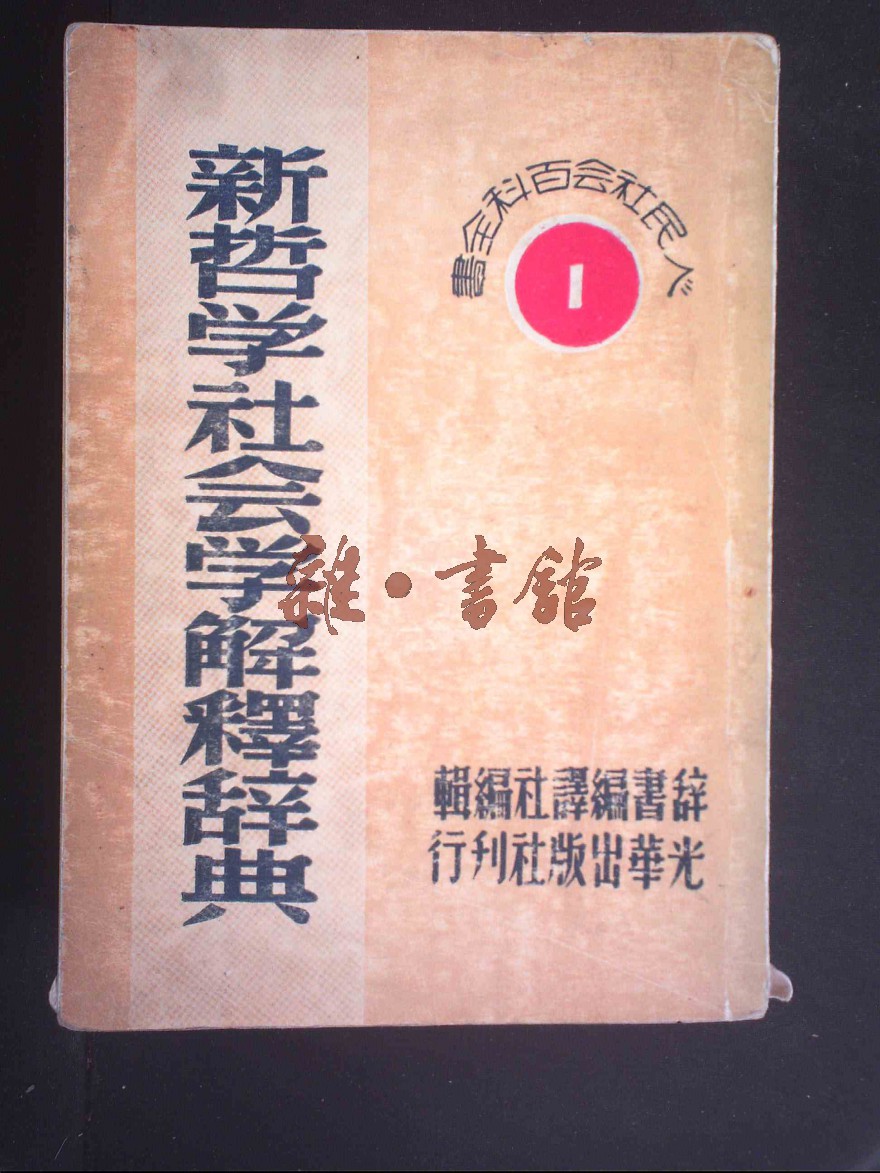 人民社会百科全書
1
新哲学社会学解釋辞典
雜·書館
辞書編譯社編輯
光華出版社刊行